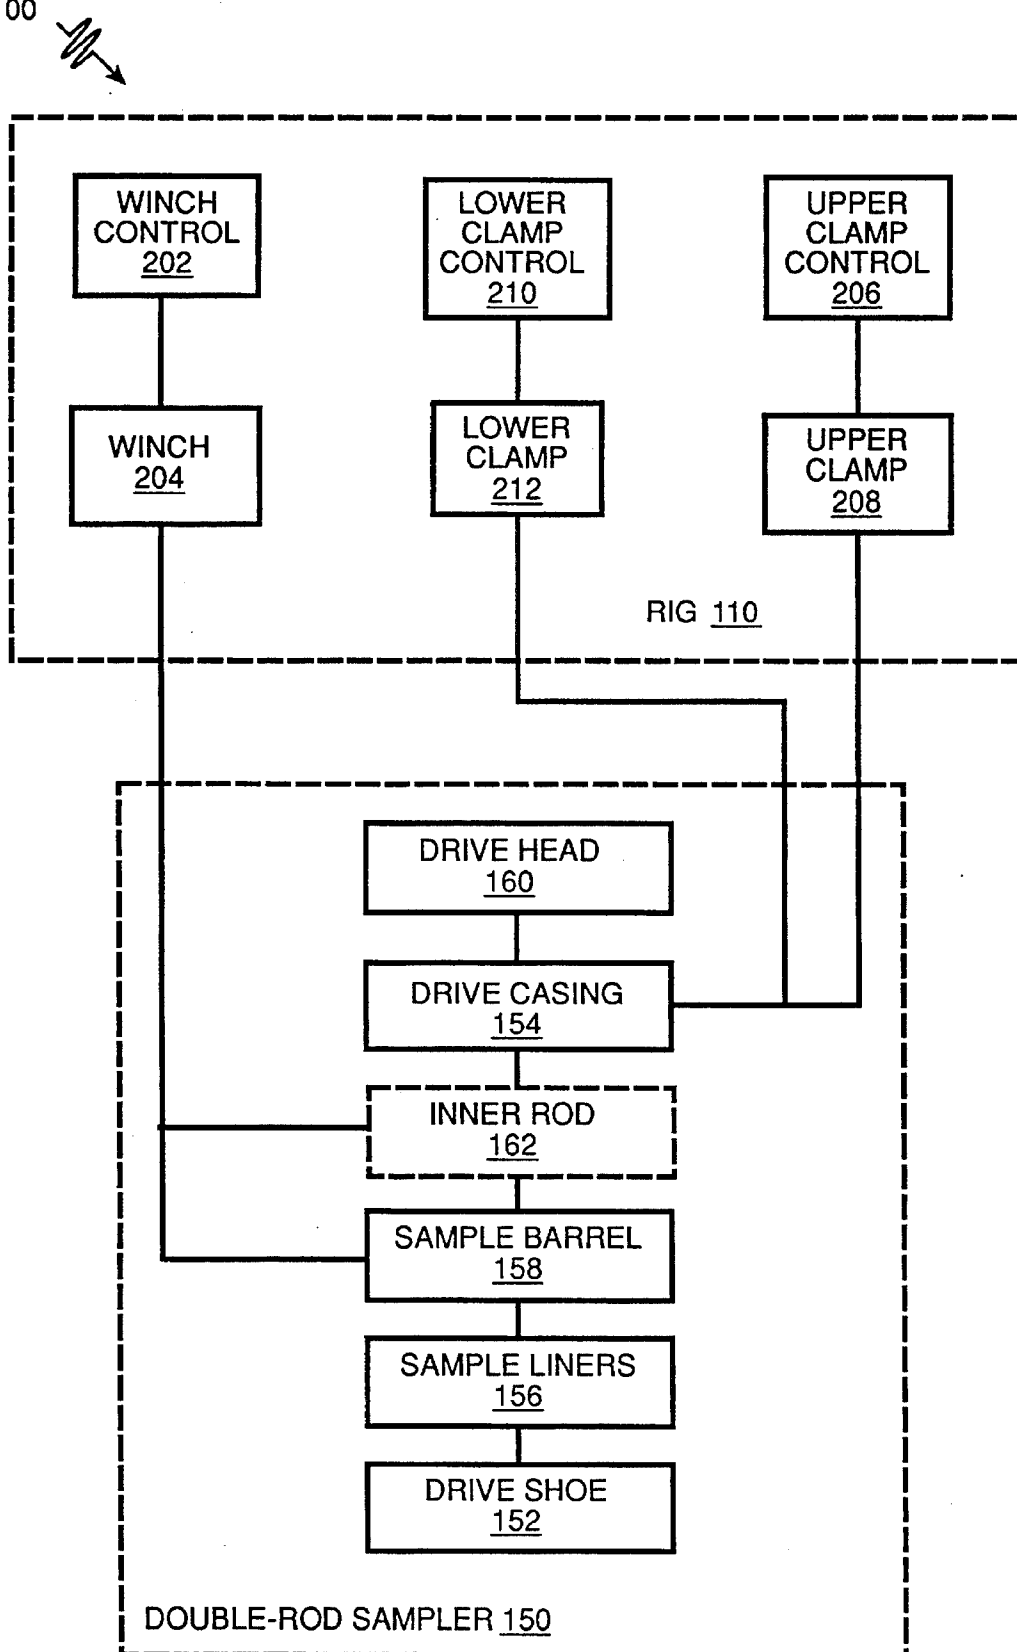 00
WINCH
CONTROL
202
LOWER
CLAMP
CONTROL
210
UPPER
CLAMP
CONTROL
206
WINCH
204
LOWER
CLAMP
212
UPPER
CLAMP
208
RIG 110
DRIVE HEAD
160
DRIVE CASING
154
INNER ROD
162
SAMPLE BARREL
158
SAMPLE LINERS
156
DRIVE SHOE
152
DOUBLE-ROD SAMPLER 150